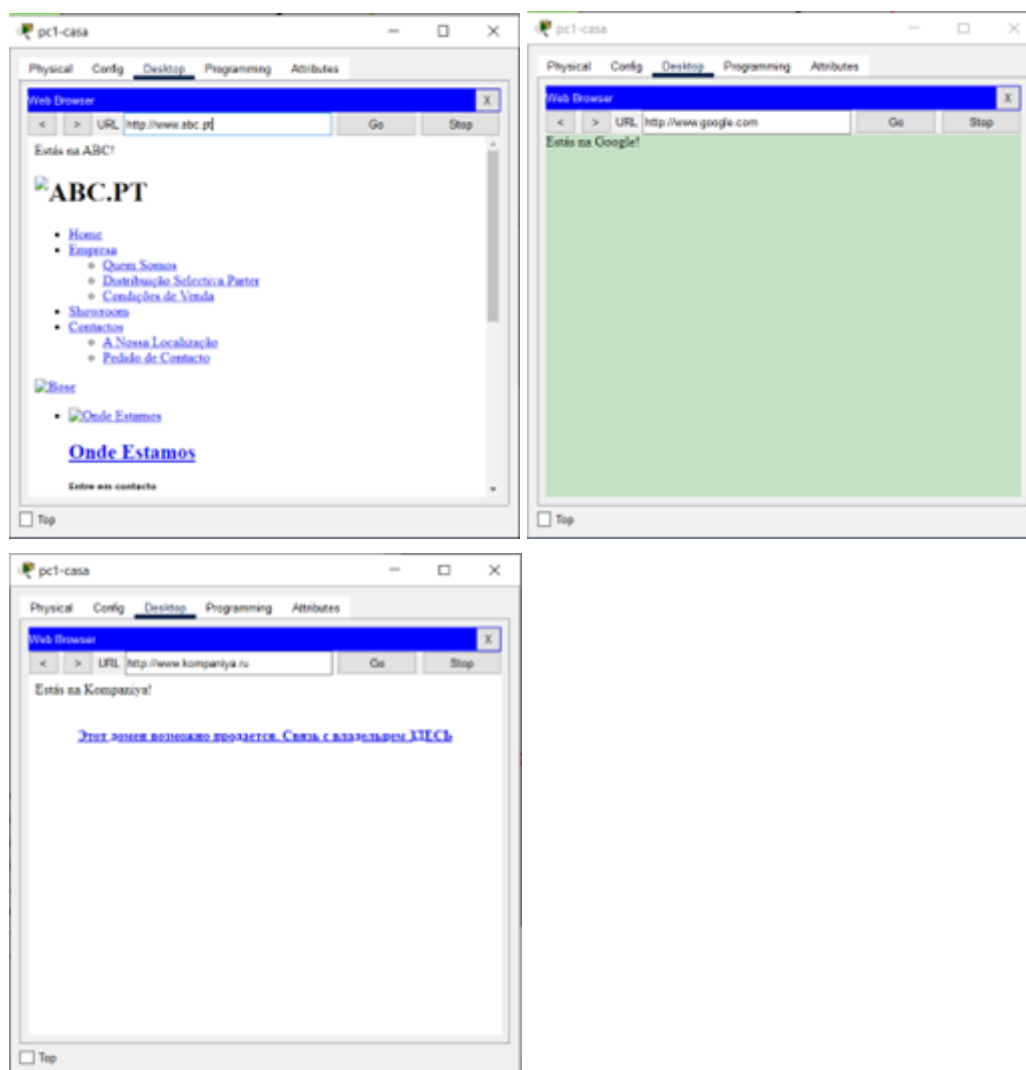 pc1-casa
Physical Config Desktop Programming Attributes
Web Browser
X
< > URL http://www.abc.pt Go Stop
Estás na ABC!
ABC.PT
Home
Empresa
Quem Somos
Distribuição Selectiva Parter
Condições de Venda
Showroom
Contactos
A Nossa Localização
Pedido de Contacto
Bose
Onde Estamos
Onde Estamos
Entre em contacto
Top
pc1-casa
Physical Config Desktop Programming Attributes
Web Browser
X
< > URL http://www.google.com Go Stop
Estás na Google!
Top
pc1-casa
Physical Config Desktop Programming Attributes
Web Browser
X
< > URL http://www.kompaniya.ru Go Stop
Estás na Kompaniya!
Этот домен возможно продается. Связь с владельцем ЗДЕСЬ
Top